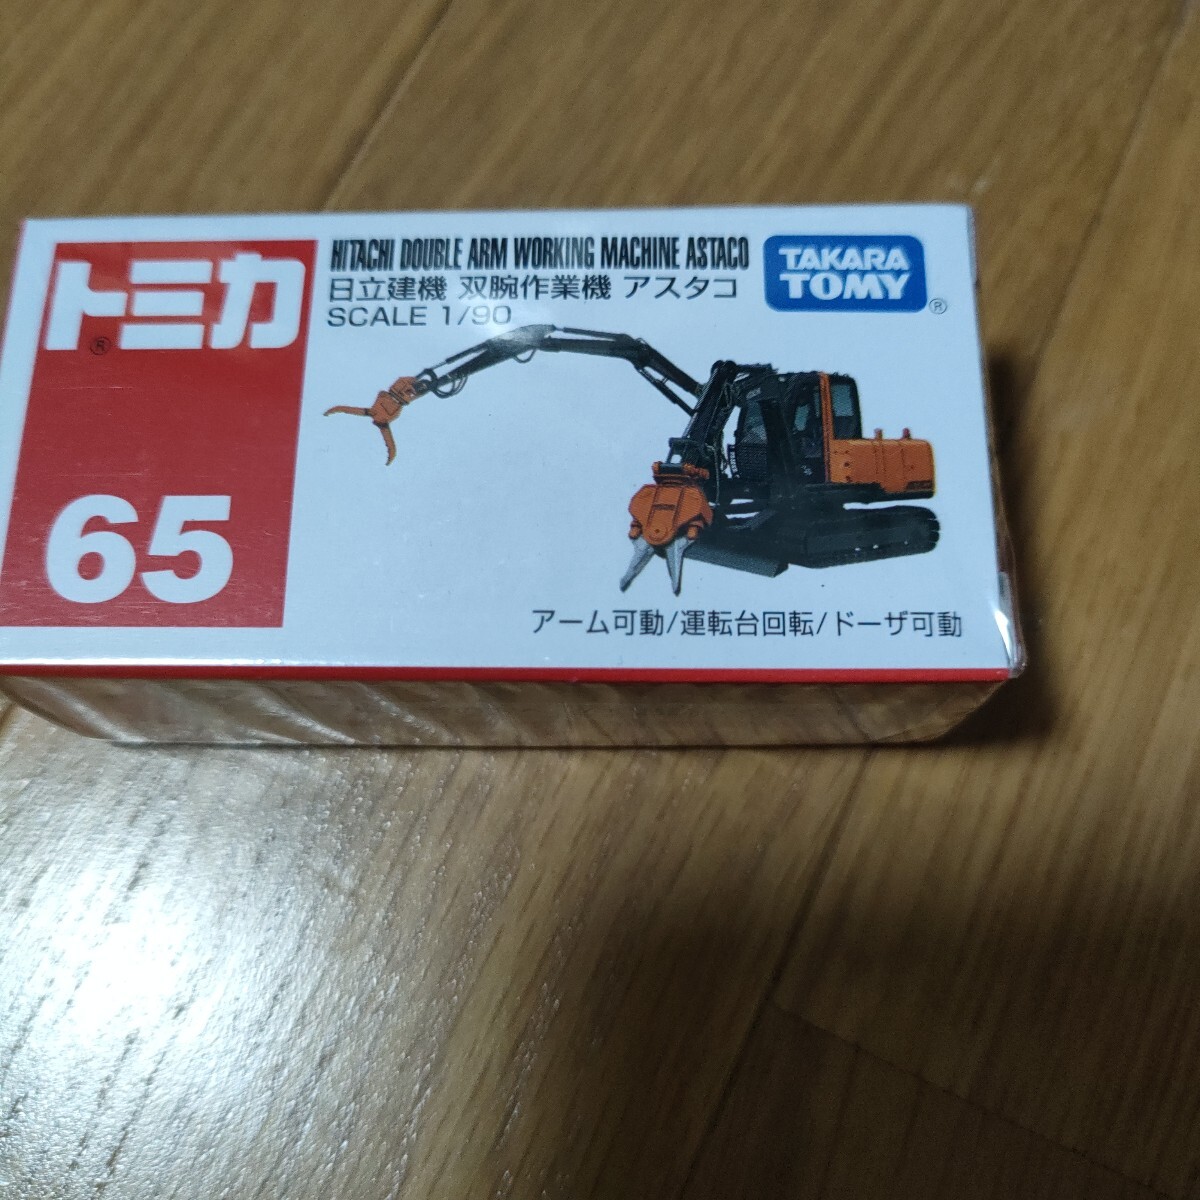 トミカ
®
65
HITACHI DOUBLE ARM WORKING MACHINE ASTACO
日立建機 双腕作業機 アスタコ
SCALE 1/90
TAKARA
TOMY
®
アーム可動/運転台回転/ドーザ可動